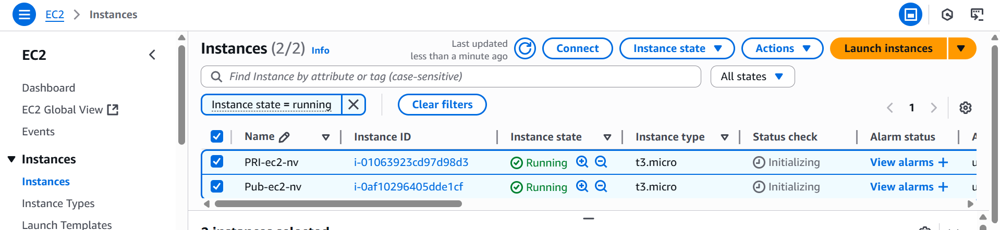 EC2 > Instances
EC2
Dashboard
EC2 Global View
Events
Instances
Instances
Instance Types
Launch Templates
Instances (2/2) Info
Last updated
less than a minute ago
Connect
Instance state
Actions
Launch instances
Find Instance by attribute or tag (case-sensitive)
All states
Instance state = running
Clear filters
1
Name Instance ID Instance state Instance type Status check Alarm status
PRI-ec2-nv i-01063923cd97d98d3 Running t3.micro Initializing View alarms +
Pub-ec2-nv i-0af10296405dde1cf Running t3.micro Initializing View alarms +
2 instances selected